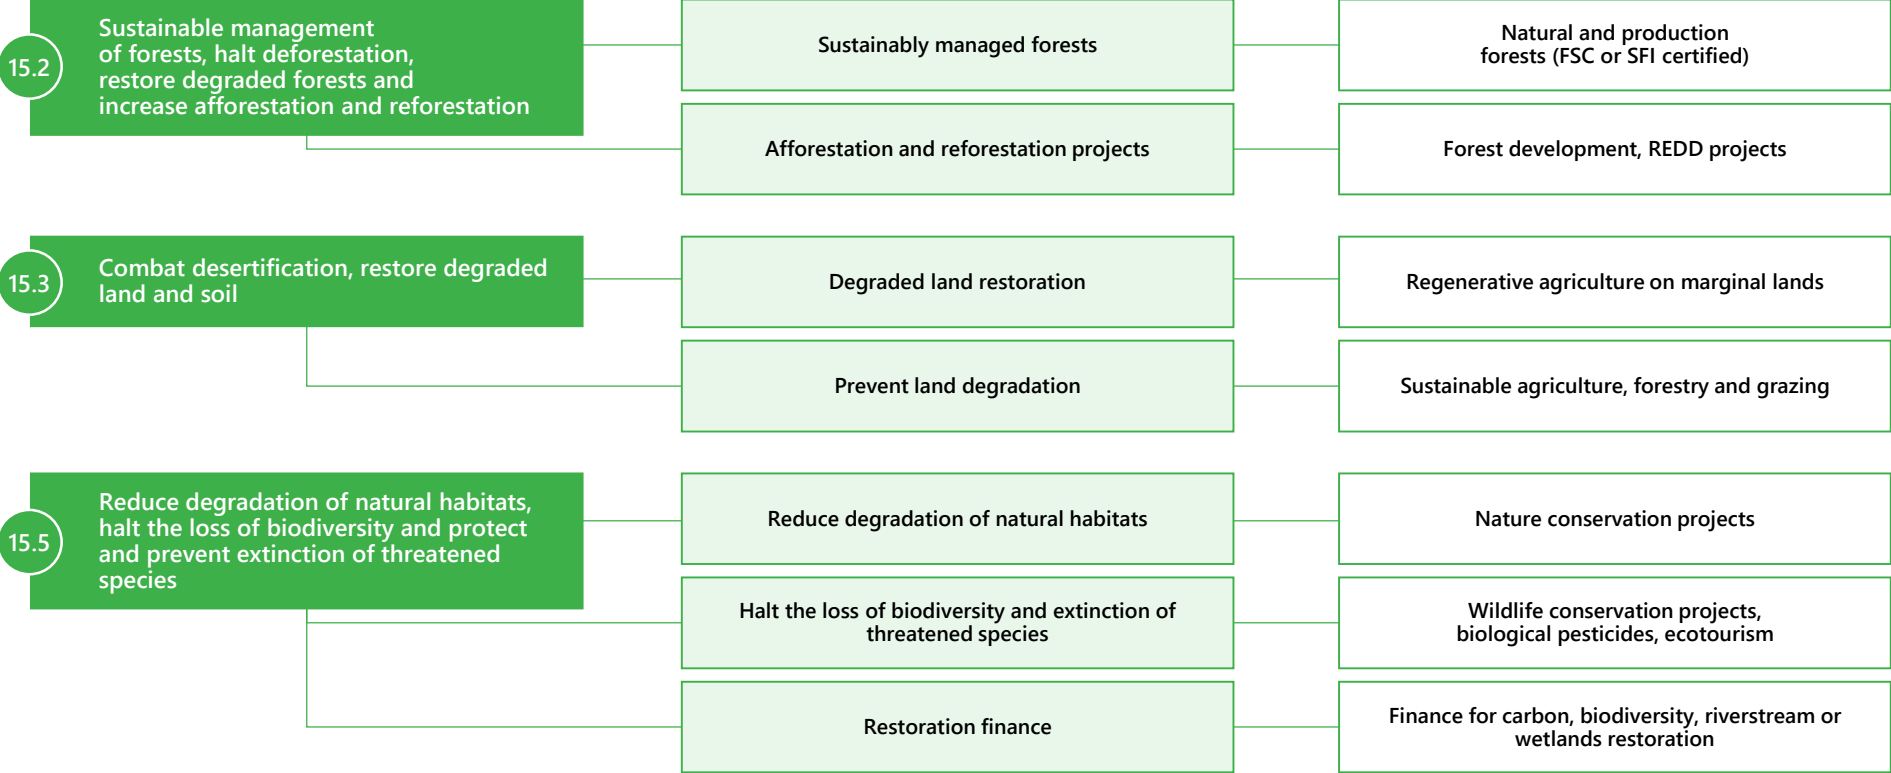 15.2
Sustainable management
of forests, halt deforestation,
restore degraded forests and
increase afforestation and reforestation
Sustainably managed forests
Natural and production
forests (FSC or SFI certified)
Afforestation and reforestation projects
Forest development, REDD projects
15.3
Combat desertification, restore degraded
land and soil
Degraded land restoration
Regenerative agriculture on marginal lands
Prevent land degradation
Sustainable agriculture, forestry and grazing
15.5
Reduce degradation of natural habitats,
halt the loss of biodiversity and protect
and prevent extinction of threatened
species
Reduce degradation of natural habitats
Nature conservation projects
Halt the loss of biodiversity and extinction of
threatened species
Wildlife conservation projects,
biological pesticides, ecotourism
Restoration finance
Finance for carbon, biodiversity, riverstream or
wetlands restoration